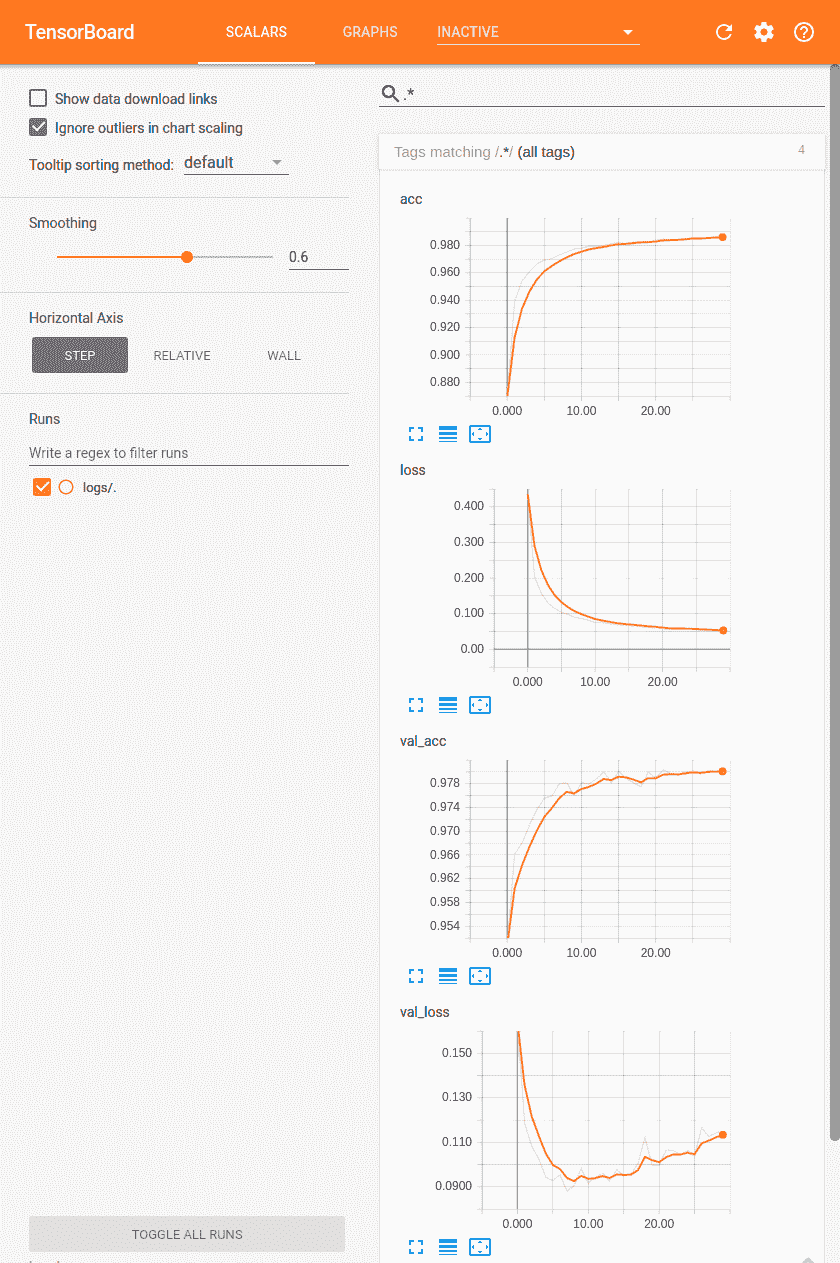 TensorBoard SCALARS GRAPHS INACTIVE
Show data download links
Ignore outliers in chart scaling
Tooltip sorting method: default
Smoothing
0.6
Horizontal Axis
STEP RELATIVE WALL
Runs
Write a regex to filter runs
logs/.
TOGGLE ALL RUNS
.*
Tags matching /.*/ (all tags) 4
acc
0.980
0.960
0.940
0.920
0.900
0.880
0.000 10.00 20.00
loss
0.400
0.300
0.200
0.100
0.00
0.000 10.00 20.00
val_acc
0.978
0.974
0.970
0.966
0.962
0.958
0.954
0.000 10.00 20.00
val_loss
0.150
0.130
0.110
0.0900
0.000 10.00 20.00